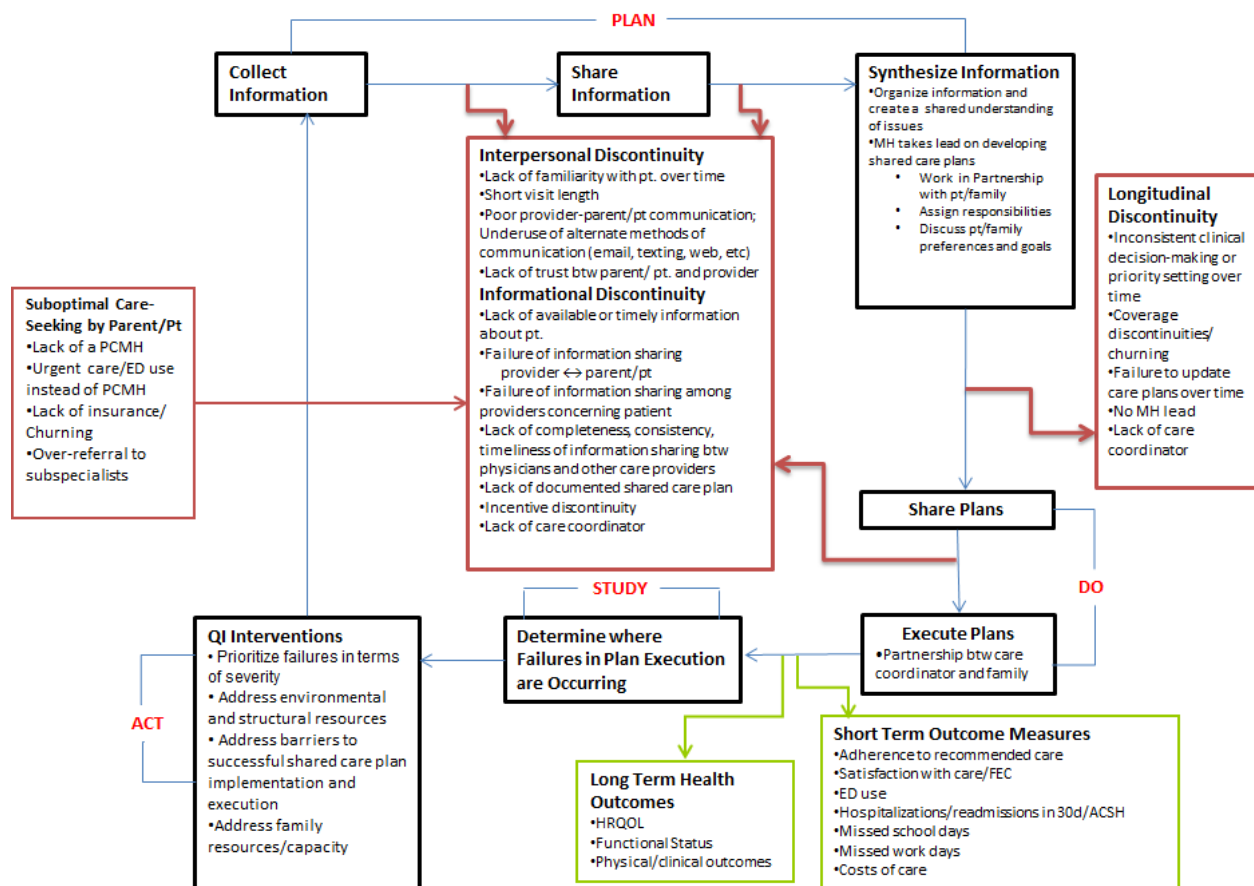 PLAN
Collect
Information
Share
Information
Synthesize Information
•Organize information and
create a shared understanding
of issues
•MH takes lead on developing
shared care plans
• Work in Partnership
with pt/family
• Assign responsibilities
• Discuss pt/family
preferences and goals
Interpersonal Discontinuity
•Lack of familiarity with pt. over time
•Short visit length
•Poor provider-parent/pt communication;
Underuse of alternate methods of
communication (email, texting, web, etc)
•Lack of trust btw parent/ pt. and provider
Informational Discontinuity
•Lack of available or timely information
about pt.
•Failure of information sharing
provider ↔ parent/pt
•Failure of information sharing among
providers concerning patient
•Lack of completeness, consistency,
timeliness of information sharing btw
physicians and other care providers
•Lack of documented shared care plan
•Incentive discontinuity
•Lack of care coordinator
Longitudinal
Discontinuity
•Inconsistent clinical
decision-making or
priority setting over
time
•Coverage
discontinuities/
churning
•Failure to update
care plans over time
•No MH lead
•Lack of care
coordinator
Suboptimal Care-
Seeking by Parent/Pt
•Lack of a PCMH
•Urgent care/ED use
instead of PCMH
•Lack of insurance/
Churning
•Over-referral to
subspecialists
Share Plans
DO
Execute Plans
•Partnership btw care
coordinator and family
STUDY
Determine where
Failures in Plan Execution
are Occurring
QI Interventions
• Prioritize failures in terms
of severity
• Address environmental
and structural resources
• Address barriers to
successful shared care plan
implementation and
execution
•Address family
resources/capacity
ACT
Long Term Health
Outcomes
•HRQOL
•Functional Status
•Physical/clinical outcomes
Short Term Outcome Measures
•Adherence to recommended care
•Satisfaction with care/FEC
•ED use
•Hospitalizations/readmissions in 30d/ACSH
•Missed school days
•Missed work days
•Costs of care